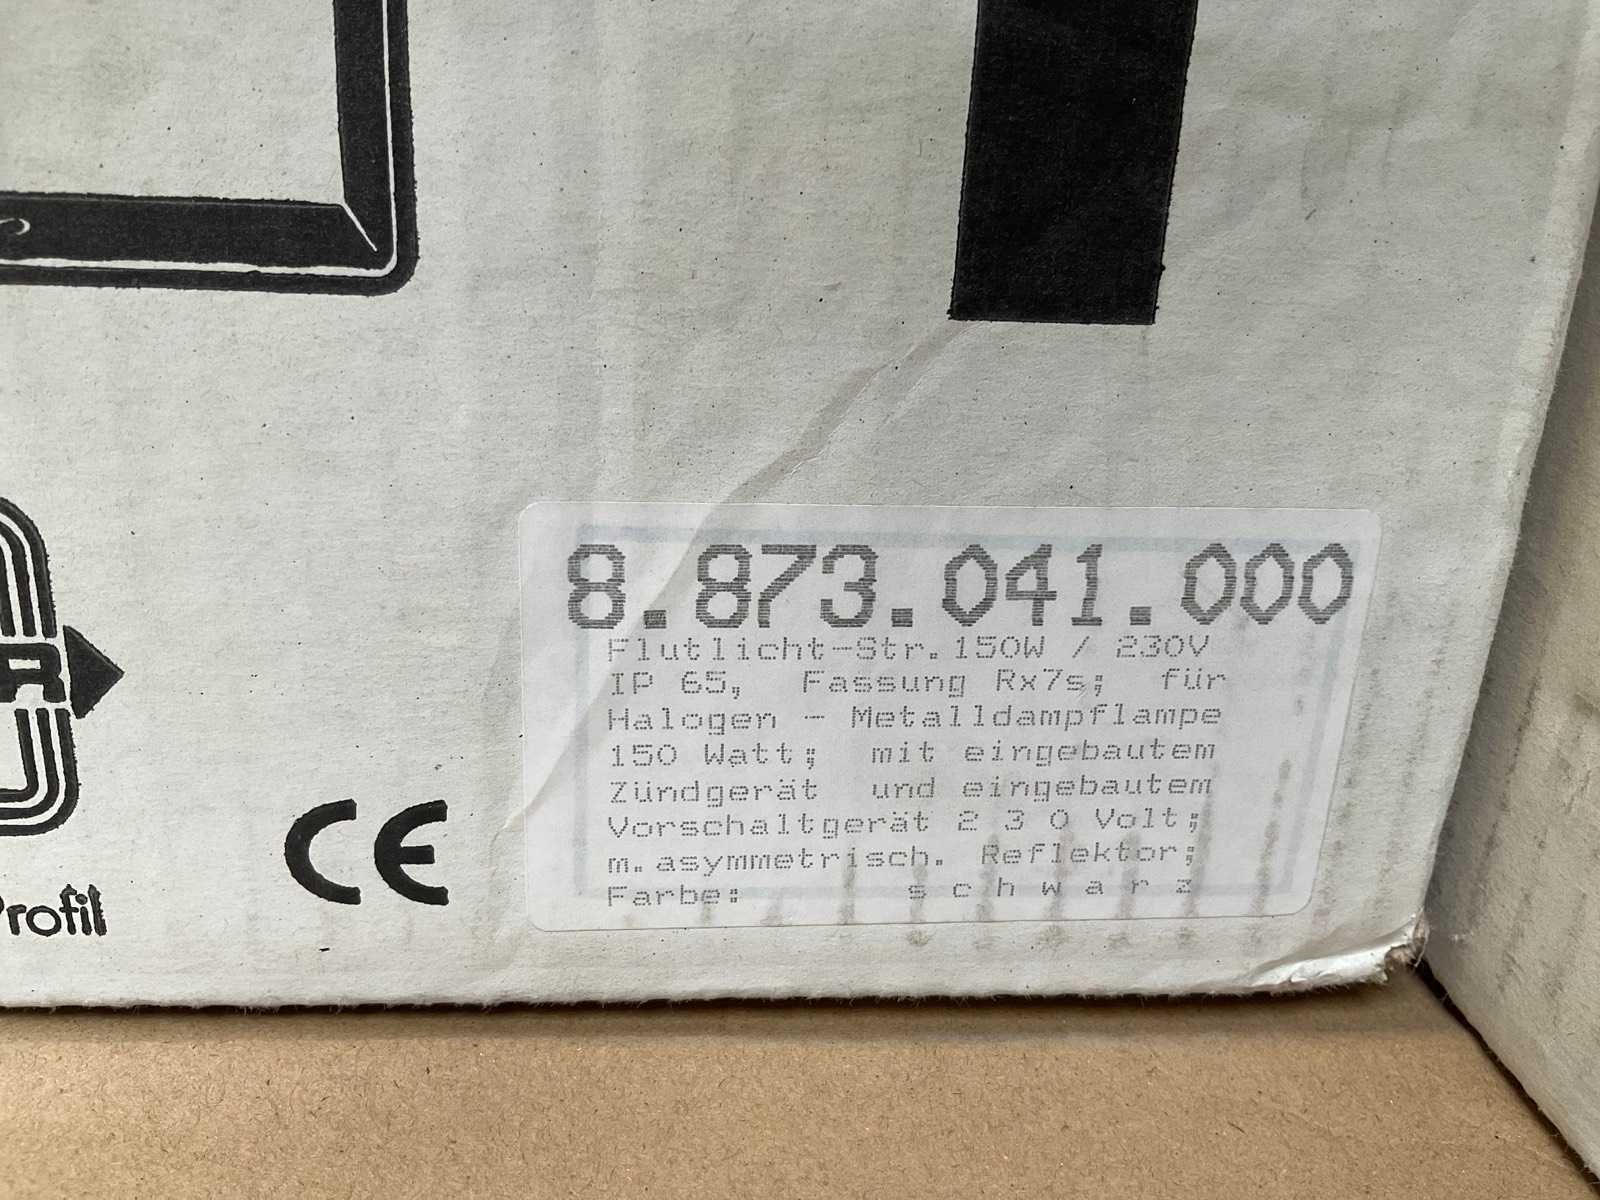 8.873.041.000
Flutlicht-Str.150W / 230V
IP 65, Fassung Rx7s; für
Halogen - Metalldampflampe
150 Watt; mit eingebautem
Zündgerät und eingebautem
Vorschaltgerät 2 3 0 Volt;
m.asymmetrisch. Reflektor;
Farbe: s c h w a r z
R
CE
Profil